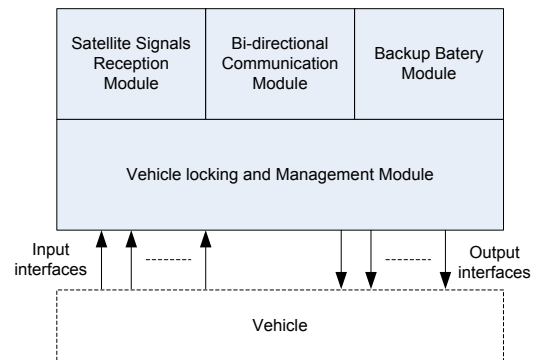 Satellite Signals
Reception
Module
Bi-directional
Communication
Module
Backup Batery
Module
Vehicle locking and Management Module
Input
interfaces
Output
interfaces
Vehicle